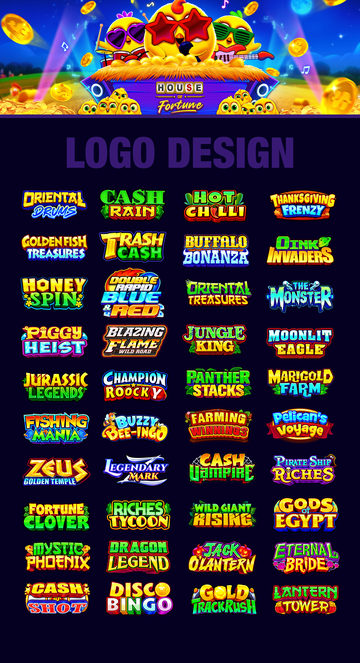 HOUSE
OF
Fortune
LOGO DESIGN
ORIENTAL
DRUMS
CASH
RAIN
HOT
CHILLI
THANKSGIVING
FRENZY
GOLDEN FISH
TREASURES
TRASH
CASH
BUFFALO
BONANZA
OINK
INVADERS
HONEY
SPIN
DOUBLE
RAPID
BLUE
RED
ORIENTAL
TREASURES
THE
MONSTER
PIGGY
HEIST
BLAZING
FLAME
WILD ROAD
JUNGLE
KING
MOONLIT
EAGLE
JURASSIC
LEGENDS
CHAMPION
ROOCKY
PANTHER
STACKS
MARIGOLD
FARM
FISHING
MANIA
BUZZY
BEE-INGO
FARMING
WINNINGS
Pelican's
Voyage
ZEUS
GOLDEN TEMPLE
LEGENDARY
MARK
CASH
VAMPIRE
PIRATE SHIP
RICHES
FORTUNE
CLOVER
RICHES
TYCOON
WILD GIANT
RISING
GODS
OF
EGYPT
MYSTIC
PHOENIX
DRAGON
LEGEND
JACK
O'LANTERN
ETERNAL
BRIDE
CASH
SHOT
DISCO
BINGO
GOLD
TRACKRUSH
LANTERN
TOWER